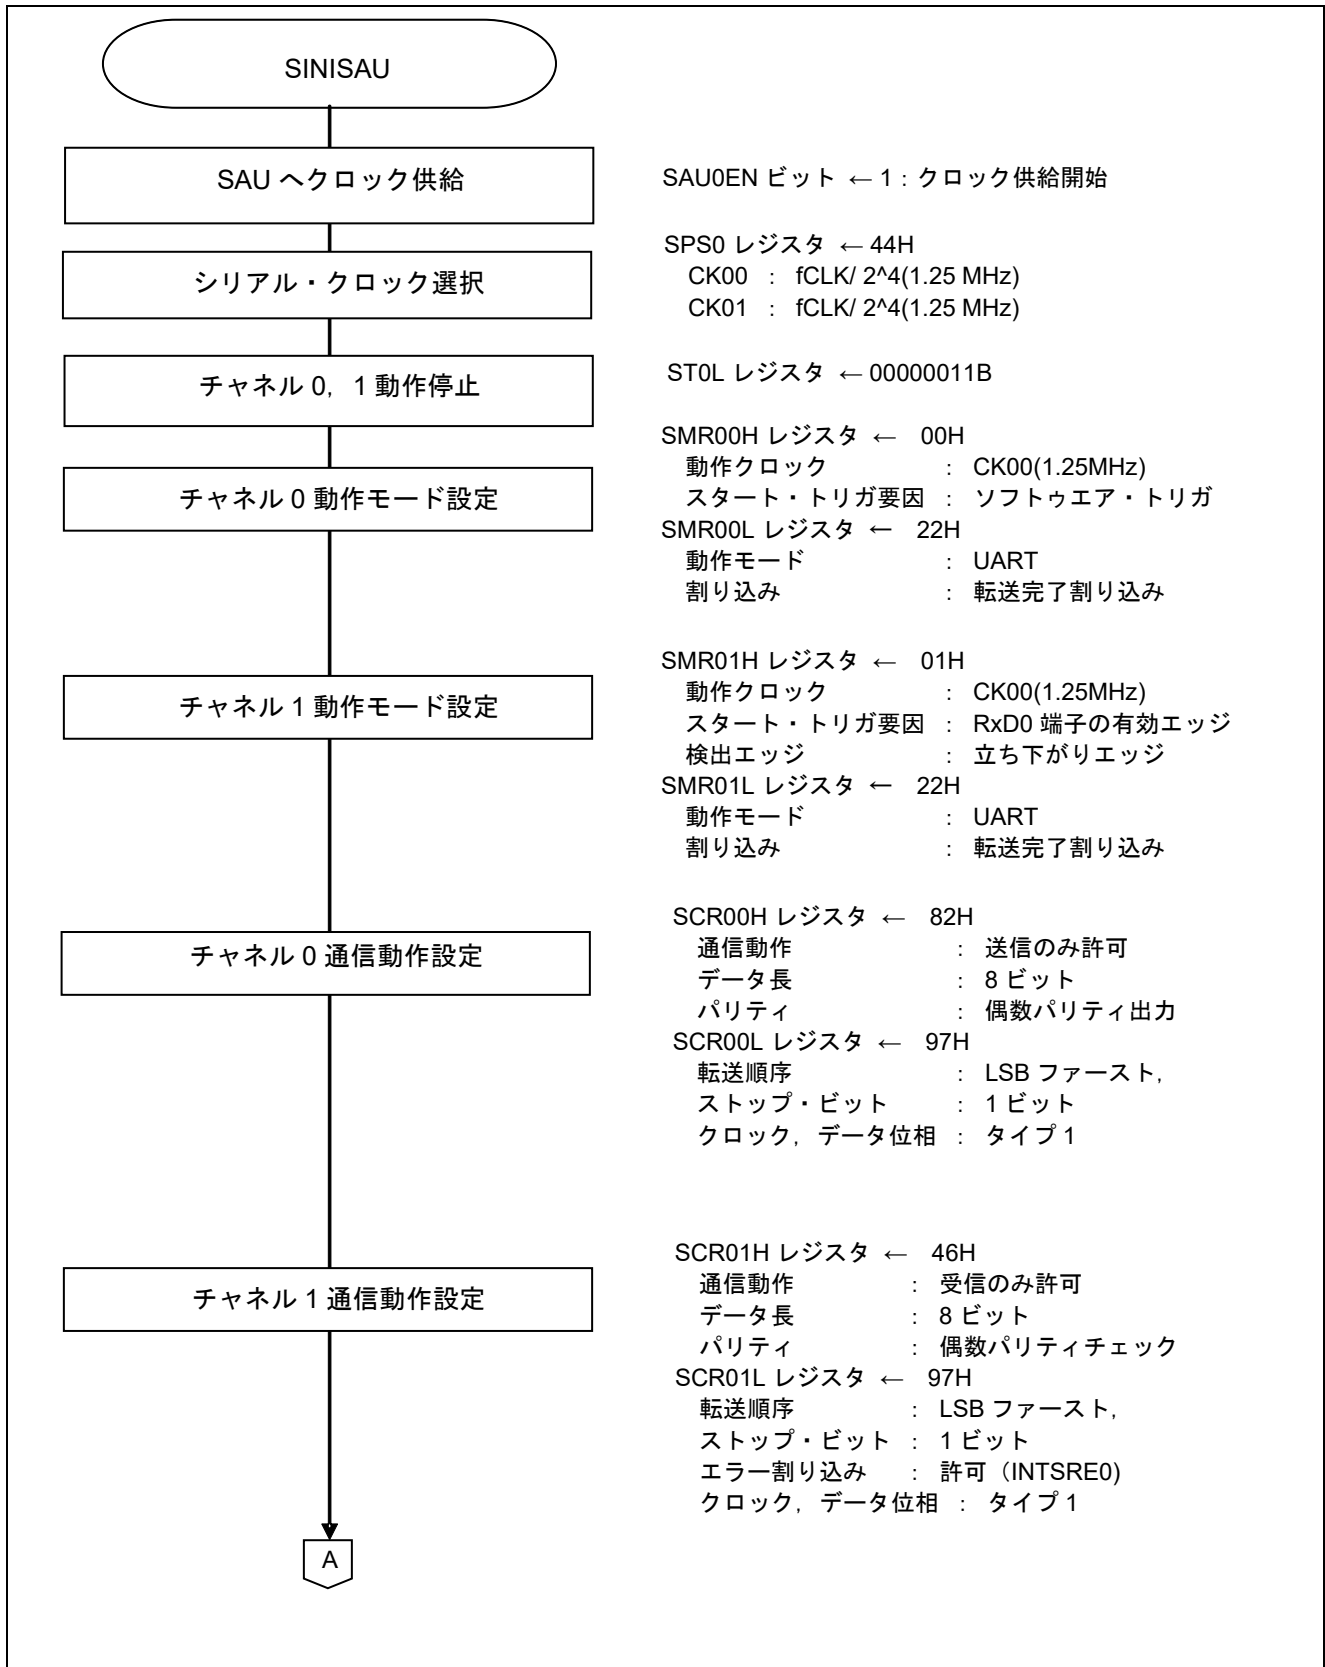 SINISAU
SAU へクロック供給
SAU0EN ビット ← 1：クロック供給開始
シリアル・クロック選択
SPS0 レジスタ ← 44H
CK00 ： fCLK/ 2^4(1.25 MHz)
CK01 ： fCLK/ 2^4(1.25 MHz)
チャネル 0，1 動作停止
ST0L レジスタ ← 00000011B
チャネル 0 動作モード設定
SMR00H レジスタ ← 00H
動作クロック ： CK00(1.25MHz)
スタート・トリガ要因 ： ソフトゥエア・トリガ
SMR00L レジスタ ← 22H
動作モード ： UART
割り込み ： 転送完了割り込み
チャネル 1 動作モード設定
SMR01H レジスタ ← 01H
動作クロック ： CK00(1.25MHz)
スタート・トリガ要因 ： RxD0 端子の有効エッジ
検出エッジ ： 立ち下がりエッジ
SMR01L レジスタ ← 22H
動作モード ： UART
割り込み ： 転送完了割り込み
チャネル 0 通信動作設定
SCR00H レジスタ ← 82H
通信動作 ： 送信のみ許可
データ長 ： 8 ビット
パリティ ： 偶数パリティ出力
SCR00L レジスタ ← 97H
転送順序 ： LSB ファースト，
ストップ・ビット ： 1 ビット
クロック，データ位相 ： タイプ 1
チャネル 1 通信動作設定
SCR01H レジスタ ← 46H
通信動作 ： 受信のみ許可
データ長 ： 8 ビット
パリティ ： 偶数パリティチェック
SCR01L レジスタ ← 97H
転送順序 ： LSB ファースト，
ストップ・ビット ： 1 ビット
エラー割り込み ： 許可（INTSRE0)
クロック，データ位相 ： タイプ 1
A